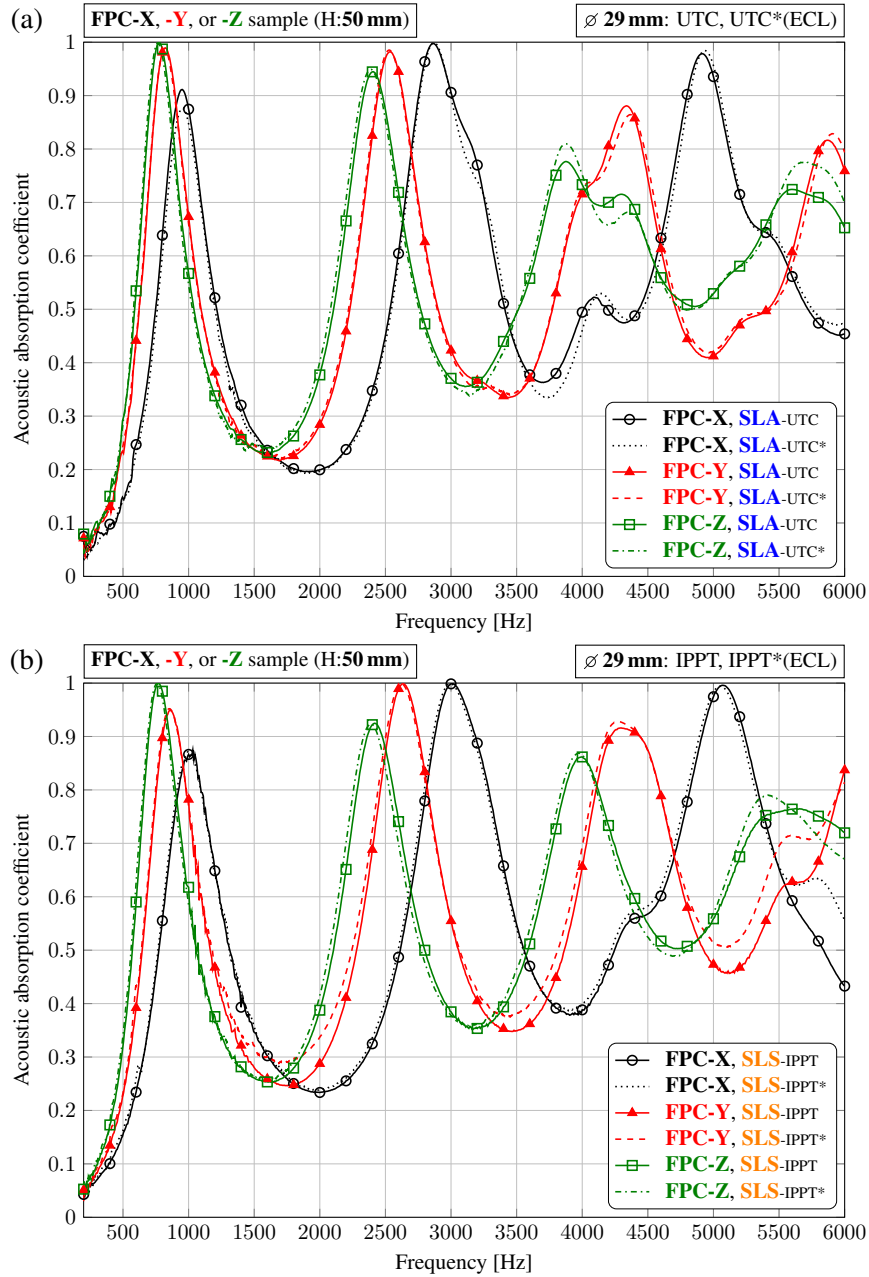 (a)
FPC-X, -Y, or -Z sample (H:50 mm)
⌀ 29 mm: UTC, UTC*(ECL)
Acoustic absorption coefficient
1
0.9
0.8
0.7
0.6
0.5
0.4
0.3
0.2
0.1
0
FPC-X, SLA-UTC
FPC-X, SLA-UTC*
FPC-Y, SLA-UTC
FPC-Y, SLA-UTC*
FPC-Z, SLA-UTC
FPC-Z, SLA-UTC*
500 1000 1500 2000 2500 3000 3500 4000 4500 5000 5500 6000
Frequency [Hz]
(b)
FPC-X, -Y, or -Z sample (H:50 mm)
⌀ 29 mm: IPPT, IPPT*(ECL)
Acoustic absorption coefficient
1
0.9
0.8
0.7
0.6
0.5
0.4
0.3
0.2
0.1
0
FPC-X, SLS-IPPT
FPC-X, SLS-IPPT*
FPC-Y, SLS-IPPT
FPC-Y, SLS-IPPT*
FPC-Z, SLS-IPPT
FPC-Z, SLS-IPPT*
500 1000 1500 2000 2500 3000 3500 4000 4500 5000 5500 6000
Frequency [Hz]